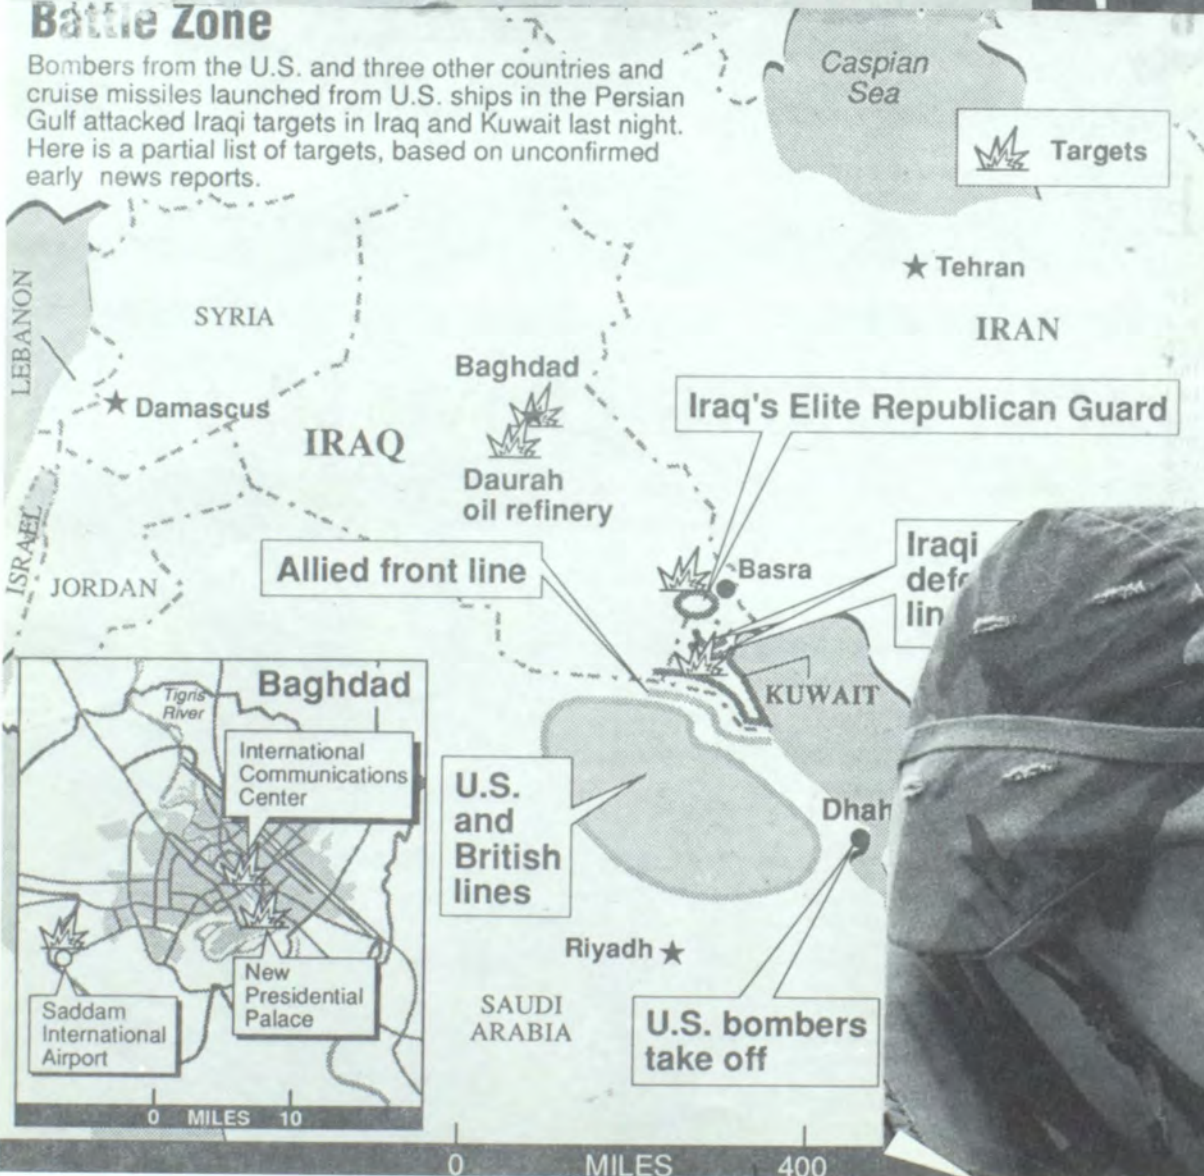 Battle Zone
Bombers from the U.S. and three other countries and
cruise missiles launched from U.S. ships in the Persian
Gulf attacked Iraqi targets in Iraq and Kuwait last night.
Here is a partial list of targets, based on unconfirmed
early news reports.
Caspian
Sea
Targets
Tehran
IRAN
LEBANON
SYRIA
Damascus
Baghdad
IRAQ
Daurah
oil refinery
Iraq's Elite Republican Guard
ISRAEL
JORDAN
Allied front line
Basra
Iraqi
def
lin
KUWAIT
Baghdad
Tigris
River
International
Communications
Center
New
Presidential
Palace
Saddam
International
Airport
0 MILES 10
U.S.
and
British
lines
Dhah
Riyadh
SAUDI
ARABIA
U.S. bombers
take off
0 MILES 400